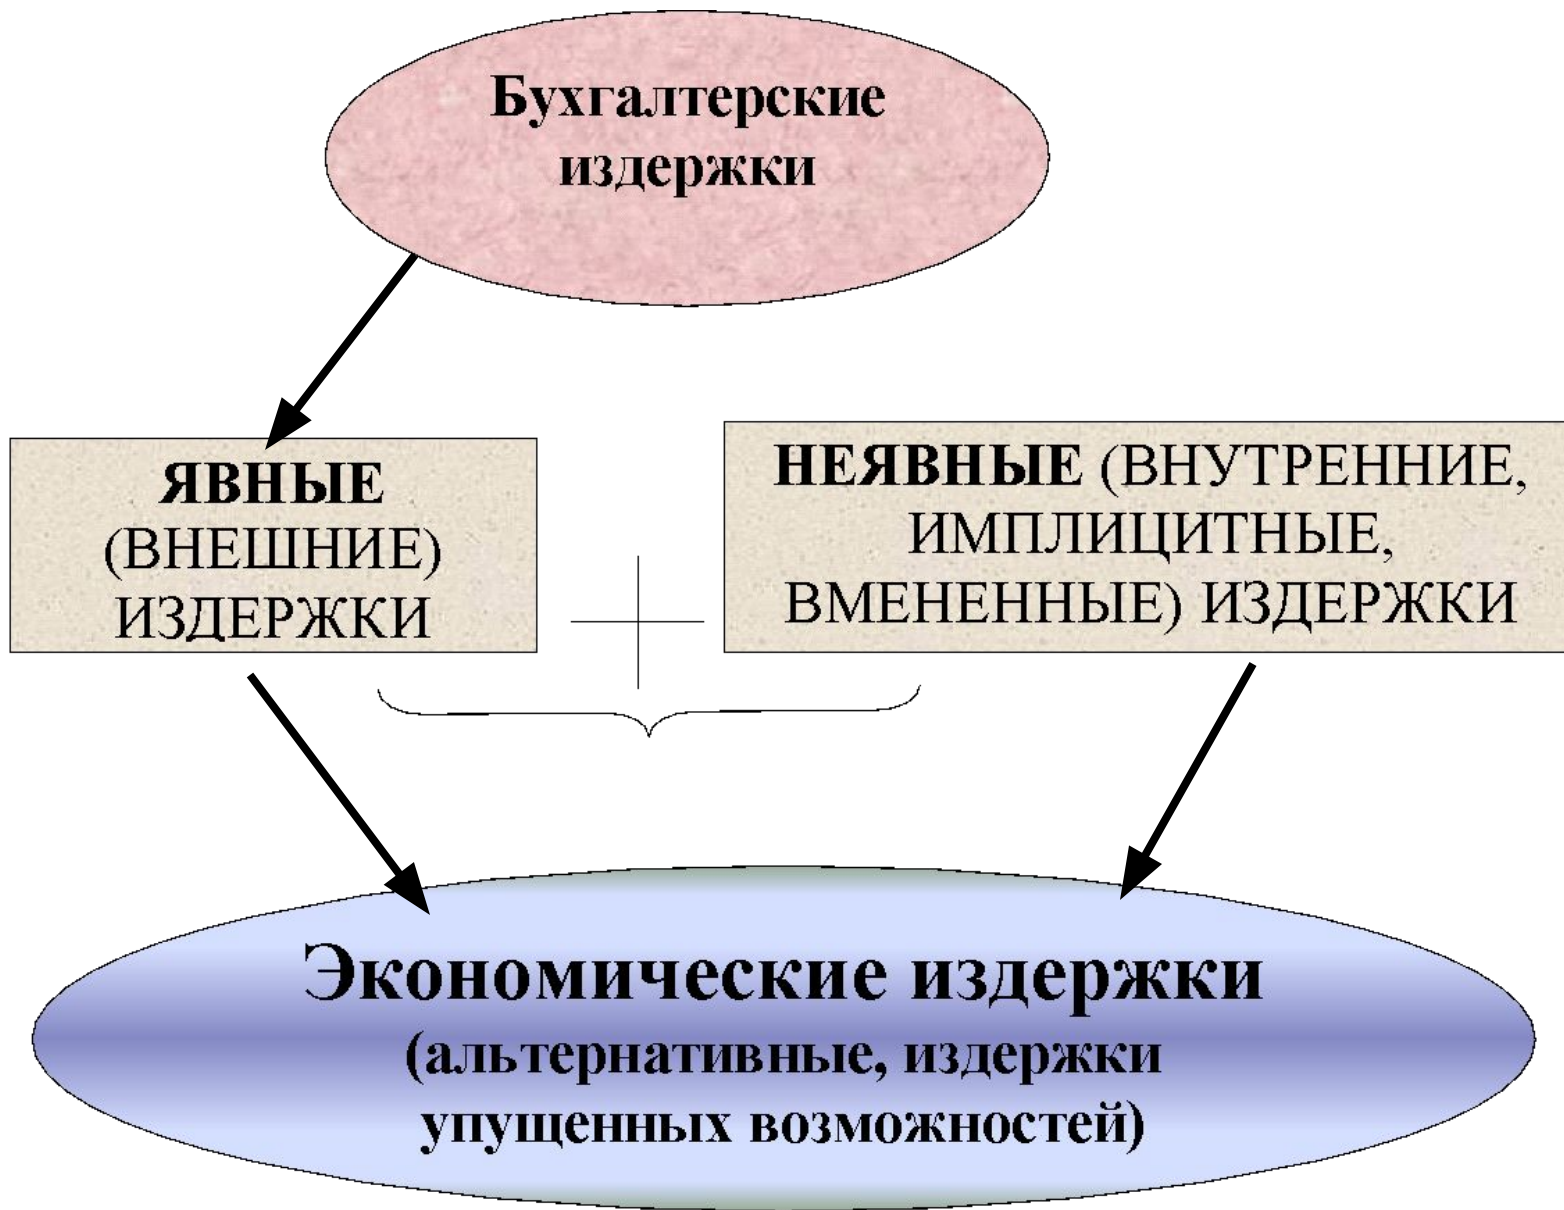 Бухгалтерские
издержки
ЯВНЫЕ
(ВНЕШНИЕ)
ИЗДЕРЖКИ
НЕЯВНЫЕ (ВНУТРЕННИЕ,
ИМПЛИЦИТНЫЕ,
ВМЕНЕННЫЕ) ИЗДЕРЖКИ
Экономические издержки
(альтернативные, издержки
упущенных возможностей)